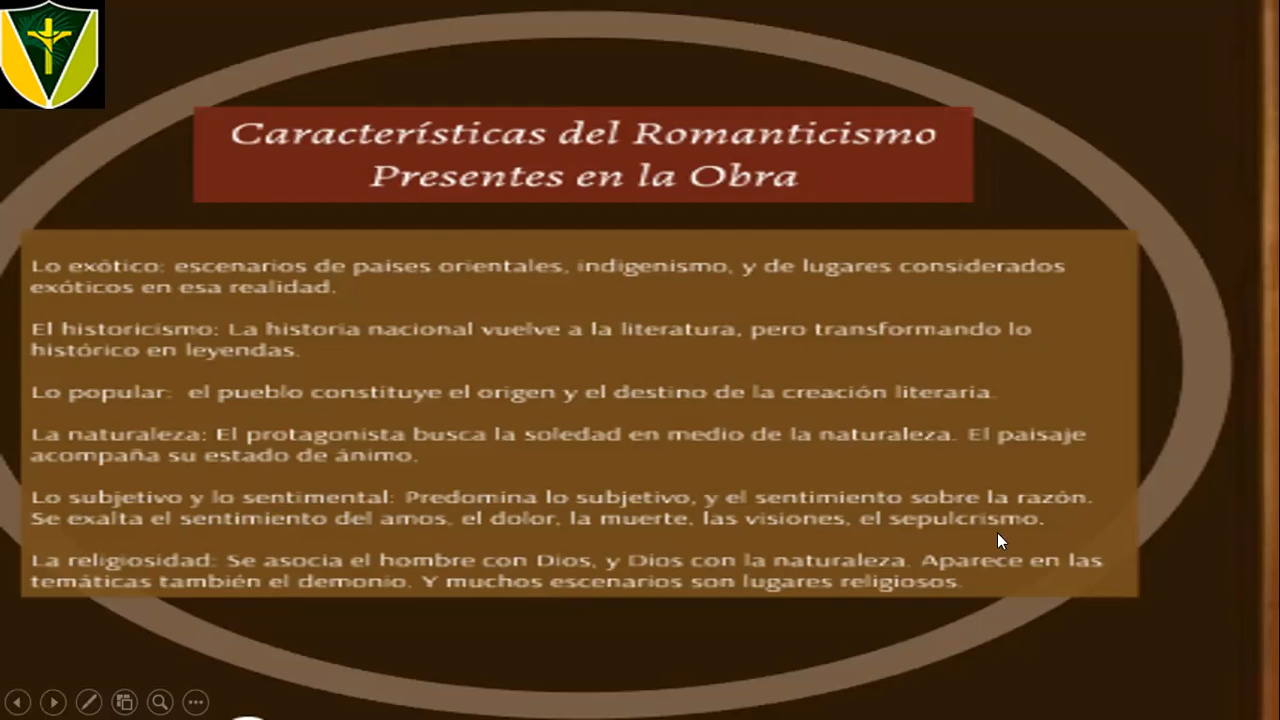 Características del Romanticismo
Presentes en la Obra
Lo exótico: escenarios de países orientales, indigenismo, y de lugares considerados
exóticos en esa realidad.
El historicismo: La historia nacional vuelve a la literatura, pero transformando lo
histórico en leyendas.
Lo popular: el pueblo constituye el origen y el destino de la creación literaria.
La naturaleza: El protagonista busca la soledad en medio de la naturaleza. El paisaje
acompaña su estado de ánimo.
Lo subjetivo y lo sentimental: Predomina lo subjetivo, y el sentimiento sobre la razón.
Se exalta el sentimiento del amos, el dolor, la muerte, las visiones, el sepulcrismo.
La religiosidad: Se asocia el hombre con Dios, y Dios con la naturaleza. Aparece en las
temáticas también el demonio. Y muchos escenarios son lugares religiosos.